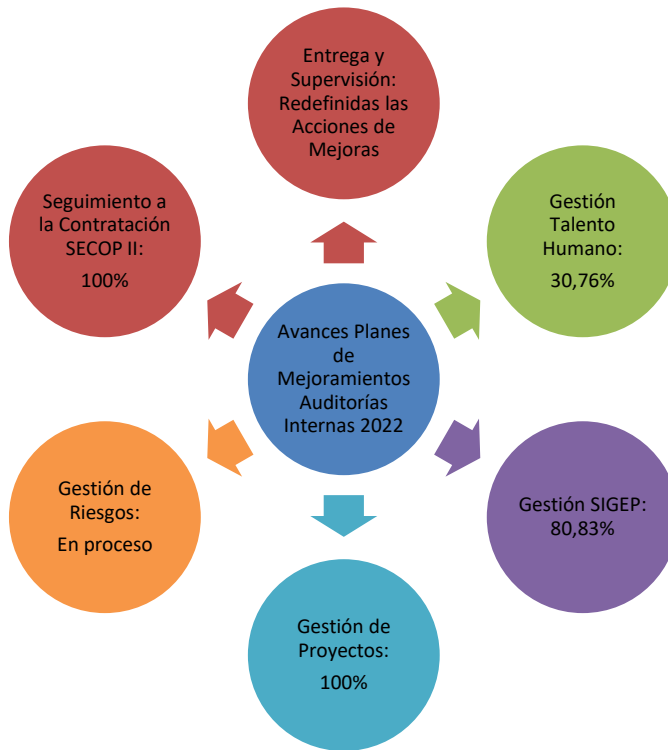 Entrega y
Supervisión:
Redefinidas las
Acciones de
Mejoras
Seguimiento a
la Contratación
SECOP II:
100%
Gestión
Talento
Humano:
30,76%
Avances Planes
de
Mejoramientos
Auditorías
Internas 2022
Gestión de
Riesgos:
En proceso
Gestión SIGEP:
80,83%
Gestión de
Proyectos:
100%